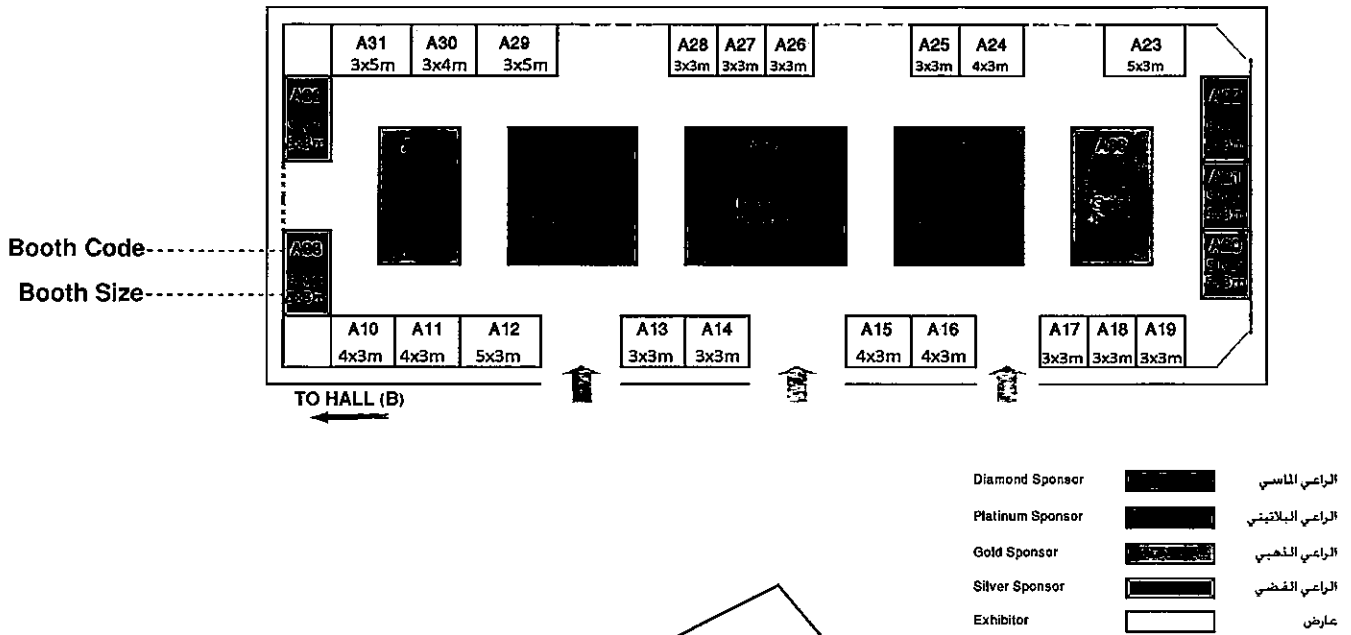 A31 A30 A29 A28 A27 A26 A25 A24 A23
3x5m 3x4m 3x5m 3x3m 3x3m 3x3m 3x3m 4x3m 5x3m
Booth Code
Booth Size
A10 A11 A12 A13 A14 A15 A16 A17 A18 A19
4x3m 4x3m 5x3m 3x3m 3x3m 4x3m 4x3m 3x3m 3x3m 3x3m
TO HALL (B)
Diamond Sponsor الراعي الماسي
Platinum Sponsor الراعي البلاتيني
Gold Sponsor الراعي الذهبي
Silver Sponsor الراعي الفضي
Exhibitor عارض